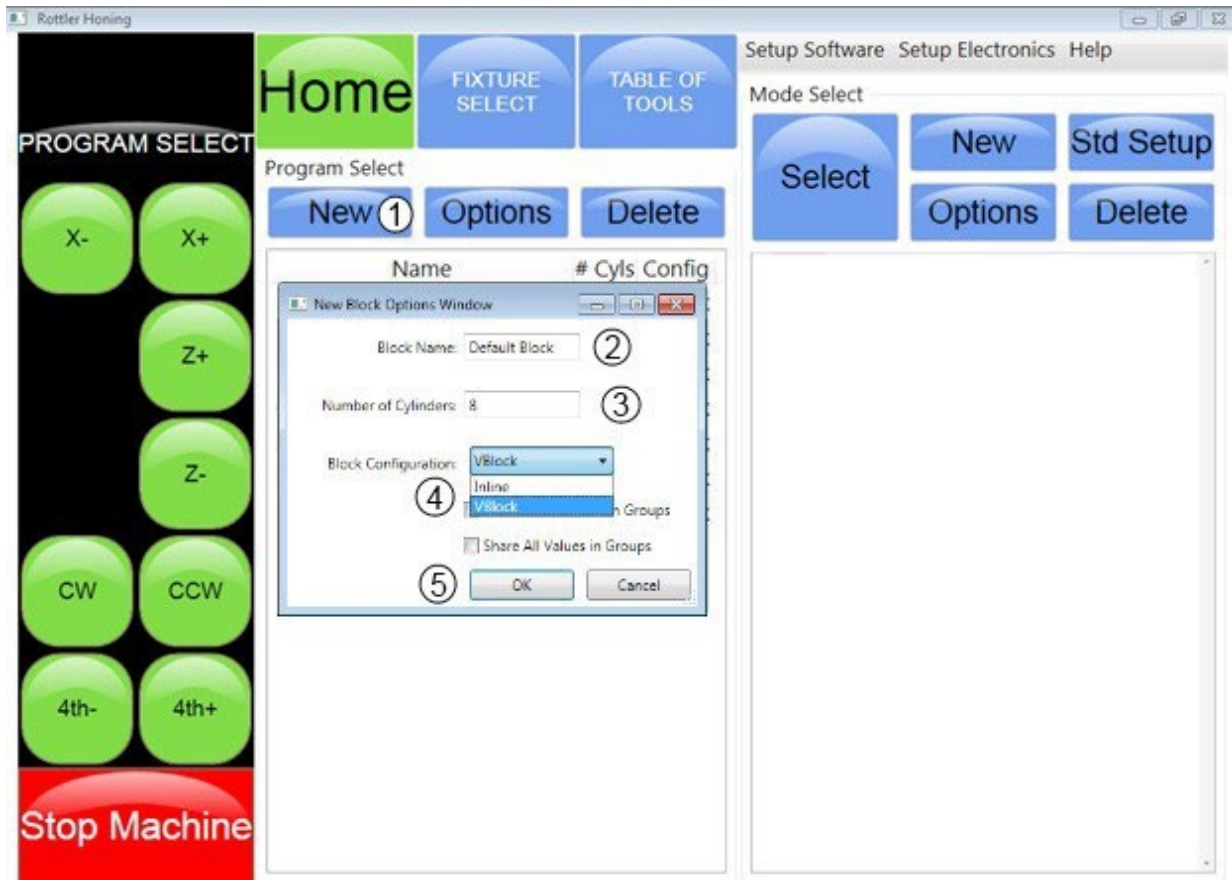 Rottler Honing
PROGRAM SELECT
X-
X+
Z+
Z-
CW
CCW
4th-
4th+
Stop Machine
Home
FIXTURE
SELECT
TABLE OF
TOOLS
Program Select
New ①
Options
Delete
Name # Cyls Config
New Block Options Window
Block Name: Default Block ②
Number of Cylinders: 8 ③
Block Configuration: VBlock
Inline
④ VBlock
n Groups
Share All Values in Groups
⑤ OK Cancel
Setup Software Setup Electronics Help
Mode Select
Select
New
Std Setup
Options
Delete